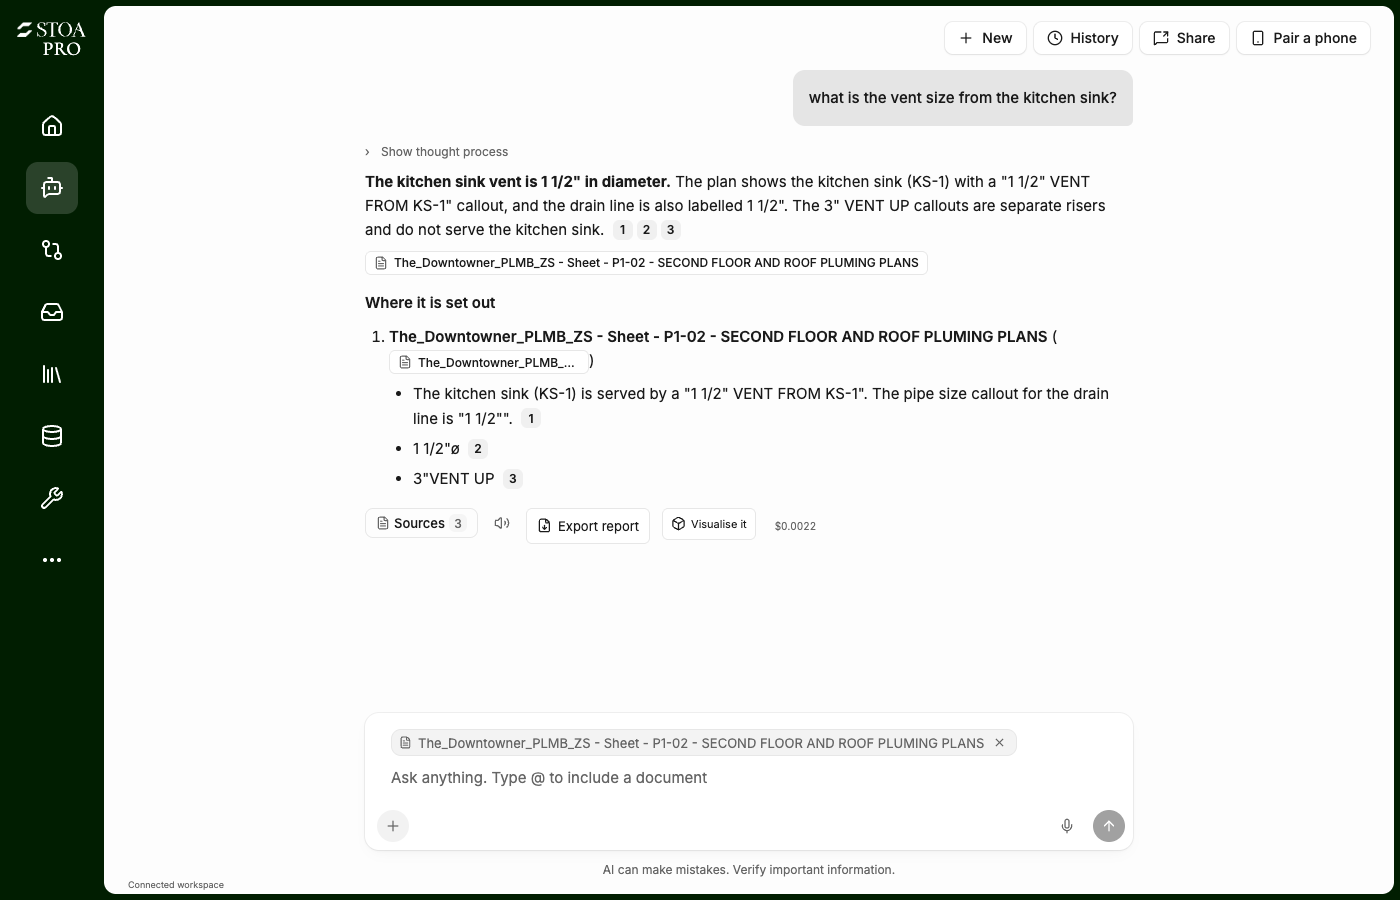 STOA
PRO
New
History
Share
Pair a phone
what is the vent size from the kitchen sink?
Show thought process
The kitchen sink vent is 1 1/2" in diameter. The plan shows the kitchen sink (KS-1) with a "1 1/2" VENT
FROM KS-1" callout, and the drain line is also labelled 1 1/2". The 3" VENT UP callouts are separate risers
and do not serve the kitchen sink. 1 2 3
The_Downtowner_PLMB_ZS - Sheet - P1-02 - SECOND FLOOR AND ROOF PLUMING PLANS
Where it is set out
1. The_Downtowner_PLMB_ZS - Sheet - P1-02 - SECOND FLOOR AND ROOF PLUMING PLANS (
The_Downtowner_PLMB_... )
• The kitchen sink (KS-1) is served by a "1 1/2" VENT FROM KS-1". The pipe size callout for the drain
line is "1 1/2"". 1
• 1 1/2"ø 2
• 3"VENT UP 3
Sources 3
Export report
Visualise it
$0.0022
The_Downtowner_PLMB_ZS - Sheet - P1-02 - SECOND FLOOR AND ROOF PLUMING PLANS
Ask anything. Type @ to include a document
AI can make mistakes. Verify important information.
Connected workspace